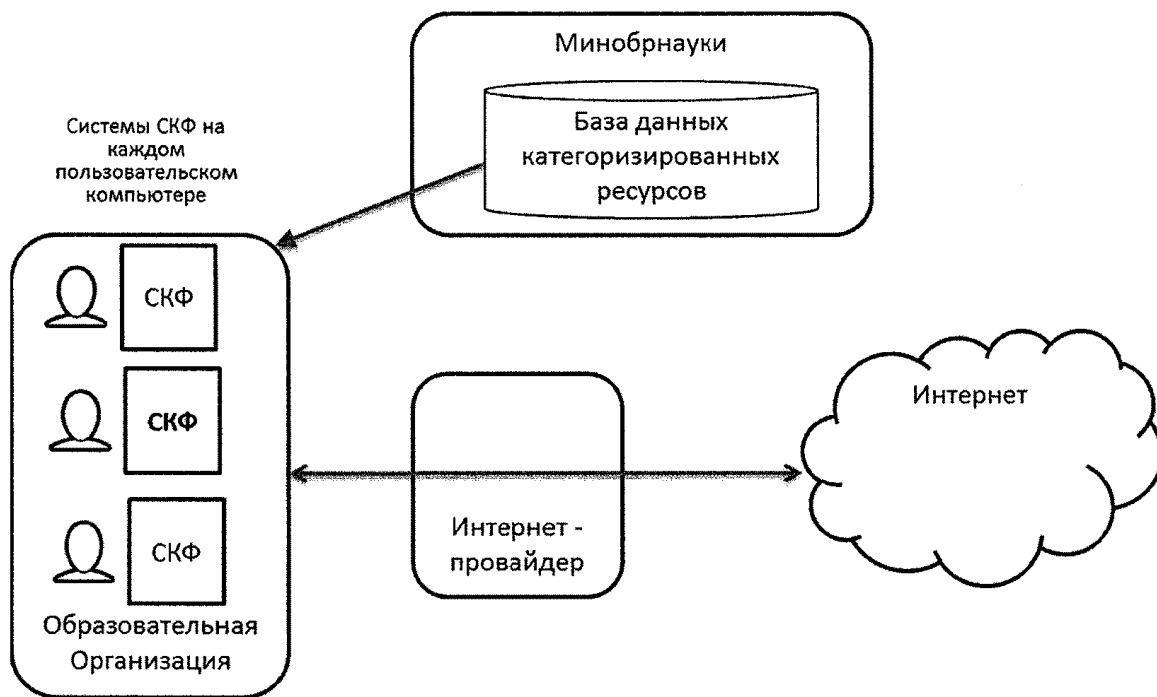 Минобрнауки
База данных
категоризированных
ресурсов
Системы СКФ на
каждом
пользовательском
компьютере
СКФ
СКФ
СКФ
Образовательная
Организация
Интернет -
провайдер
Интернет